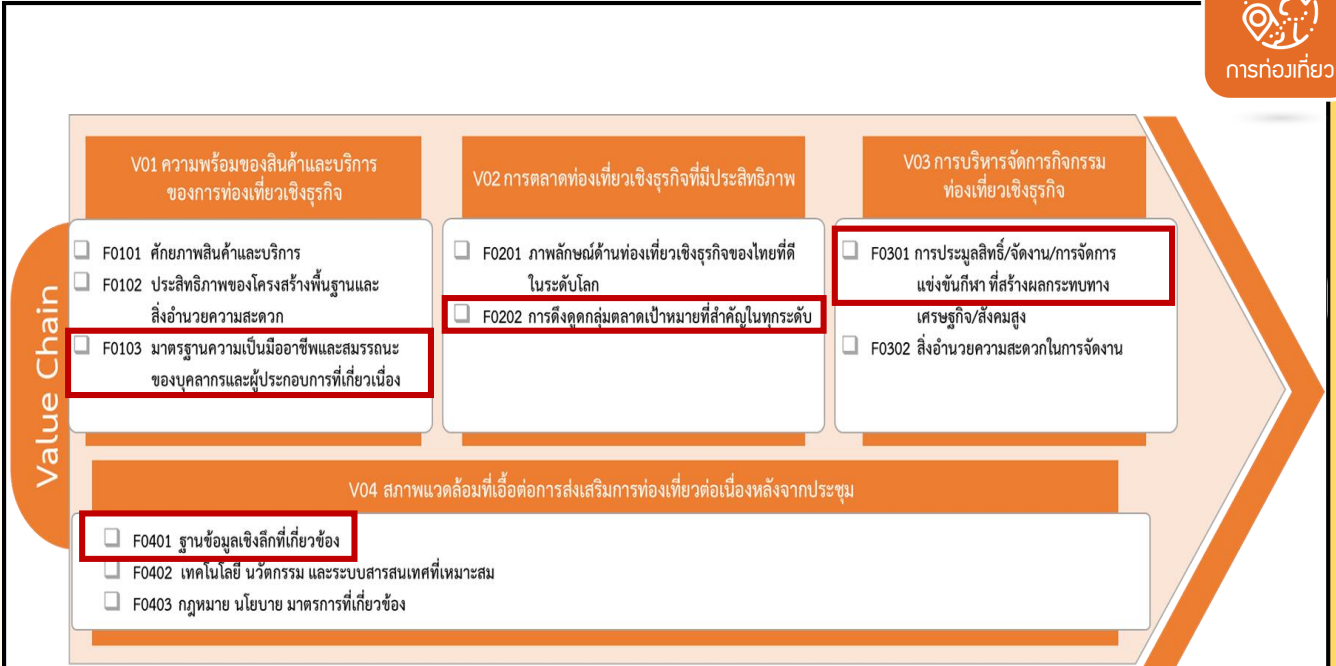 การท่องเที่ยว
Value Chain
V01 ความพร้อมของสินค้าและบริการ
ของการท่องเที่ยวเชิงธุรกิจ
F0101 ศักยภาพสินค้าและบริการ
F0102 ประสิทธิภาพของโครงสร้างพื้นฐานและ
สิ่งอำนวยความสะดวก
F0103 มาตรฐานความเป็นมืออาชีพและสมรรถนะ
ของบุคลากรและผู้ประกอบการที่เกี่ยวเนื่อง
V02 การตลาดท่องเที่ยวเชิงธุรกิจที่มีประสิทธิภาพ
F0201 ภาพลักษณ์ด้านท่องเที่ยวเชิงธุรกิจของไทยที่ดี
ในระดับโลก
F0202 การดึงดูดกลุ่มตลาดเป้าหมายที่สำคัญในทุกระดับ
V03 การบริหารจัดการกิจกรรม
ท่องเที่ยวเชิงธุรกิจ
F0301 การประมูลสิทธิ์/จัดงาน/การจัดการ
แข่งขันกีฬา ที่สร้างผลกระทบทาง
เศรษฐกิจ/สังคมสูง
F0302 สิ่งอำนวยความสะดวกในการจัดงาน
V04 สภาพแวดล้อมที่เอื้อต่อการส่งเสริมการท่องเที่ยวต่อเนื่องหลังจากประชุม
F0401 ฐานข้อมูลเชิงลึกที่เกี่ยวข้อง
F0402 เทคโนโลยี นวัตกรรม และระบบสารสนเทศที่เหมาะสม
F0403 กฎหมาย นโยบาย มาตรการที่เกี่ยวข้อง